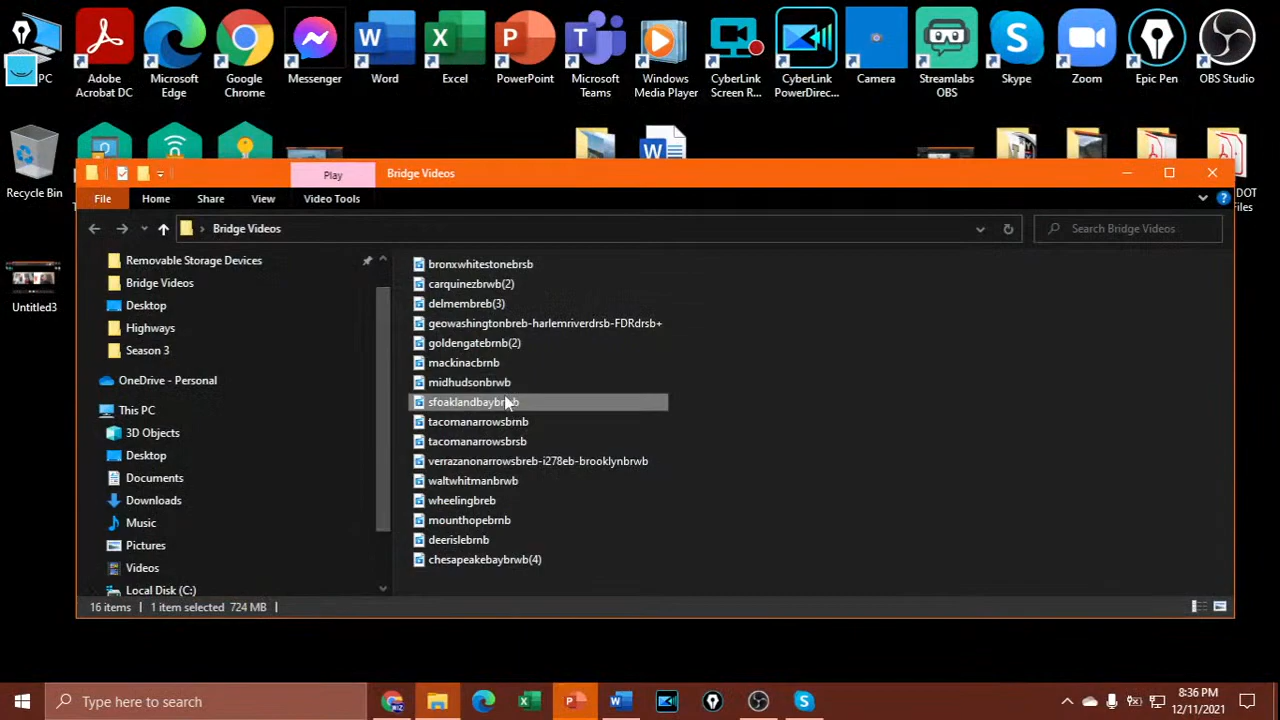 PC
Adobe Acrobat DC
Microsoft Edge
Google Chrome
Messenger
Word
Excel
PowerPoint
Microsoft Teams
Windows Media Player
CyberLink Screen R...
CyberLink PowerDirec...
Camera
Streamlabs OBS
Skype
Zoom
Epic Pen
OBS Studio
Recycle Bin
DOT
Files
Untitled3
Play
Bridge Videos
File
Home
Share
View
Video Tools
Bridge Videos
Search Bridge Videos
Removable Storage Devices
Bridge Videos
Desktop
Highways
Season 3
OneDrive - Personal
This PC
3D Objects
Desktop
Documents
Downloads
Music
Pictures
Videos
Local Disk (C:)
bronxwhitestonebrsb
carquinezbrwb(2)
delmembreb(3)
geowashingtonbreb-harlemriverdrsb-FDRdrsb+
goldengatebrnb(2)
mackinacbrnb
midhudsonbrwb
tacomanarrowsbrnb
tacomanarrowsbrsb
verrazanonarrowsbreb-i278eb-brooklynbrwb
waltwhitmanbrwb
wheelingbreb
mounthopebrnb
deerislebrnb
chesapeakebaybrwb(4)
16 items
1 item selected 724 MB
Type here to search
8:36 PM
12/11/2021